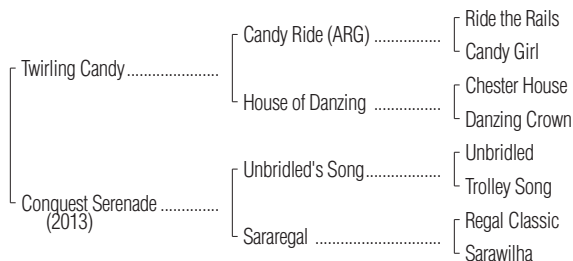 Ride the Rails
Candy Ride (ARG) ................
Candy Girl
Twirling Candy ......................
Chester House
House of Danzing ................
Danzing Crown
Unbridled
Unbridled's Song..................
Trolley Song
Conquest Serenade ..............
(2013)
Regal Classic
Sararegal ..............................
Sarawilha